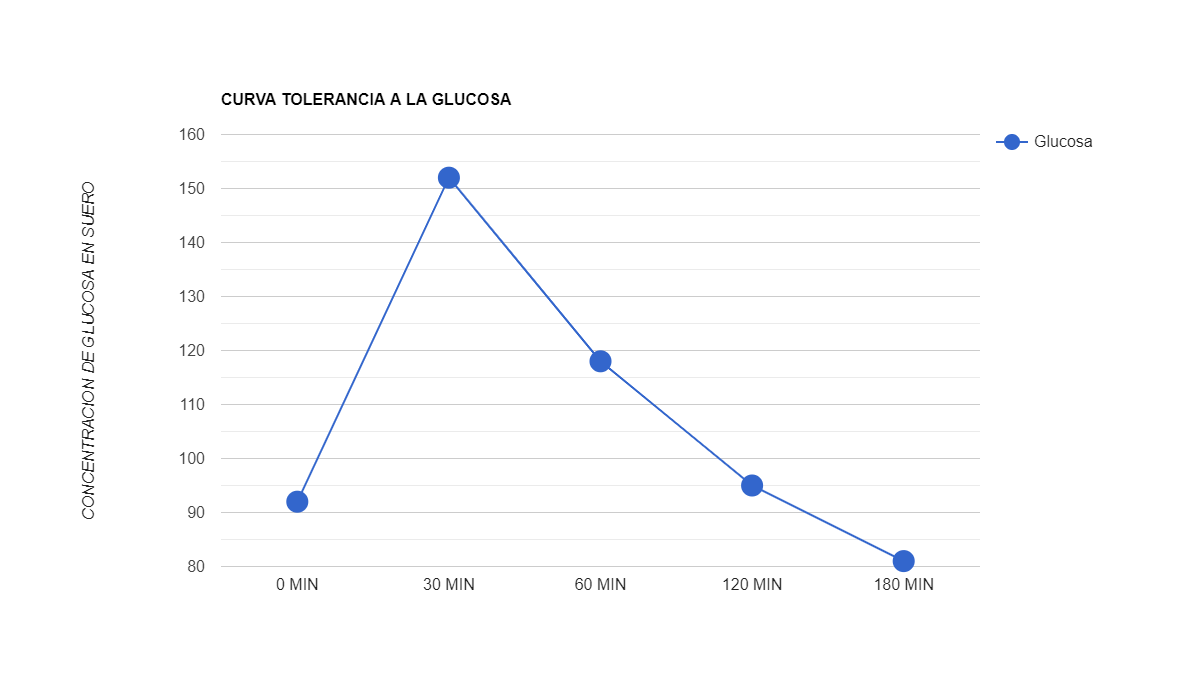 CURVA TOLERANCIA A LA GLUCOSA
160
150
140
130
120
110
100
90
80
CONCENTRACION DE GLUCOSA EN SUERO
0 MIN
30 MIN
60 MIN
120 MIN
180 MIN
Glucosa